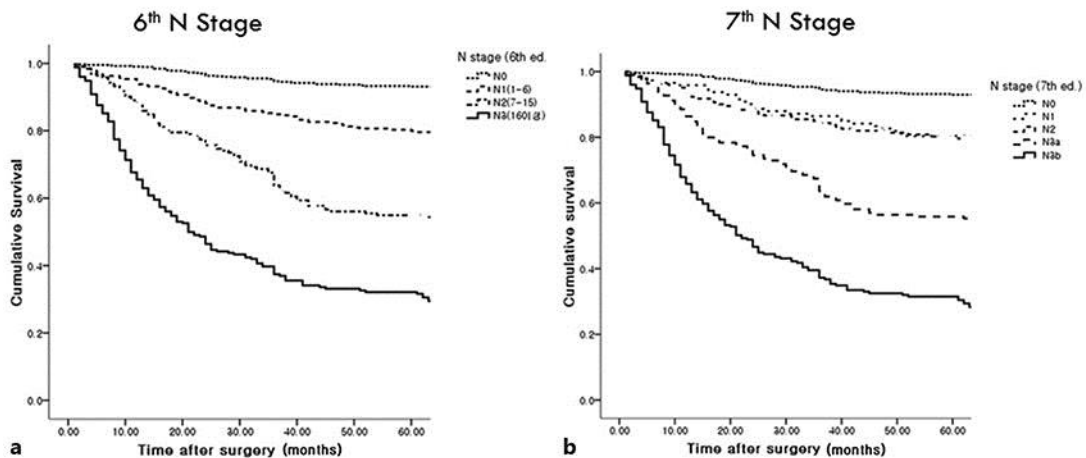 6th N Stage
N stage (6th ed.
N0
N1(1-6)
N2(7-15)
N3(160이상)
Cumulative Survival
1.0
0.8
0.6
0.4
0.2
0.0
0.00
10.00
20.00
30.00
40.00
50.00
60.00
Time after surgery (months)
a
7th N Stage
N stage (7th ed.)
N0
N1
N2
N3a
N3b
Cumulative survival
1.0
0.8
0.6
0.4
0.2
0.0
0.00
10.00
20.00
30.00
40.00
50.00
60.00
Time after surgery (months)
b